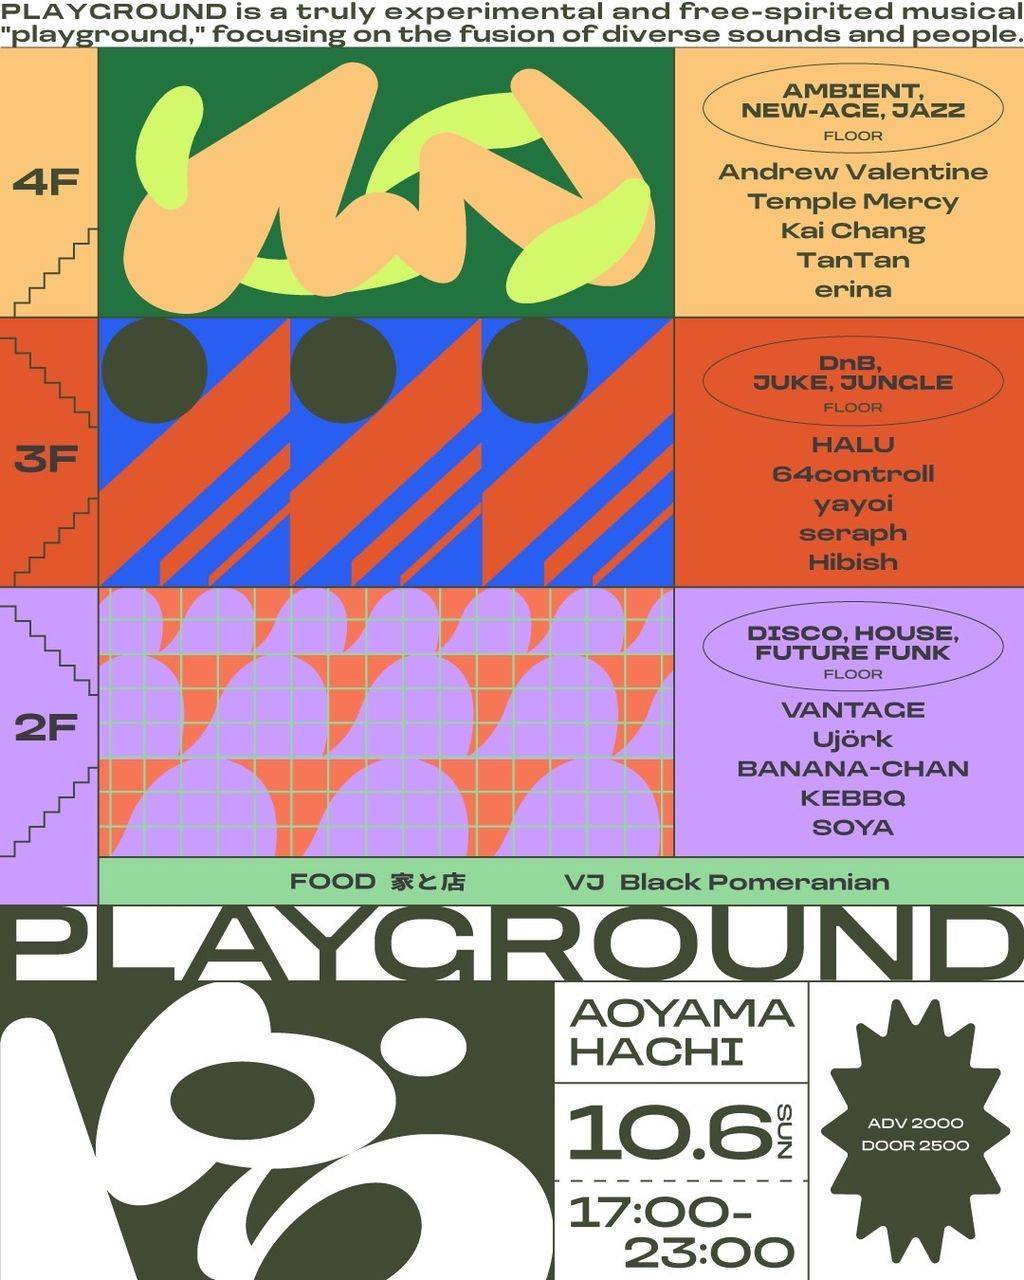 PLAYGROUND is a truly experimental and free-spirited musical
"playground," focusing on the fusion of diverse sounds and people.
4F
AMBIENT,
NEW-AGE, JAZZ
FLOOR
Andrew Valentine
Temple Mercy
Kai Chang
TanTan
erina
3F
DnB,
JUKE, JUNGLE
FLOOR
HALU
64controll
yayoi
seraph
Hibish
2F
DISCO, HOUSE,
FUTURE FUNK
FLOOR
VANTAGE
Ujörk
BANANA-CHAN
KEBBQ
SOYA
FOOD 家と店
VJ Black Pomeranian
PLAYGROUND
AOYAMA
HACHI
10.6 SUN
17:00-
23:00
ADV 2000
DOOR 2500